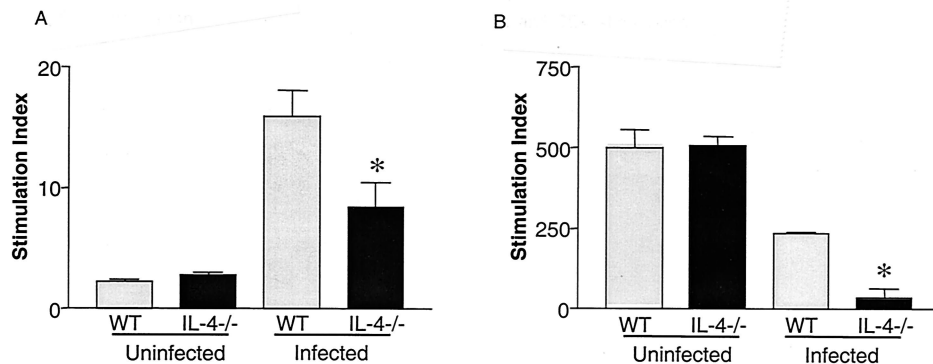 A
Stimulation Index
20
10
0
*
WT IL-4-/- WT IL-4-/-
Uninfected Infected
B
Stimulation Index
750
500
250
0
*
WT IL-4-/- WT IL-4-/-
Uninfected Infected